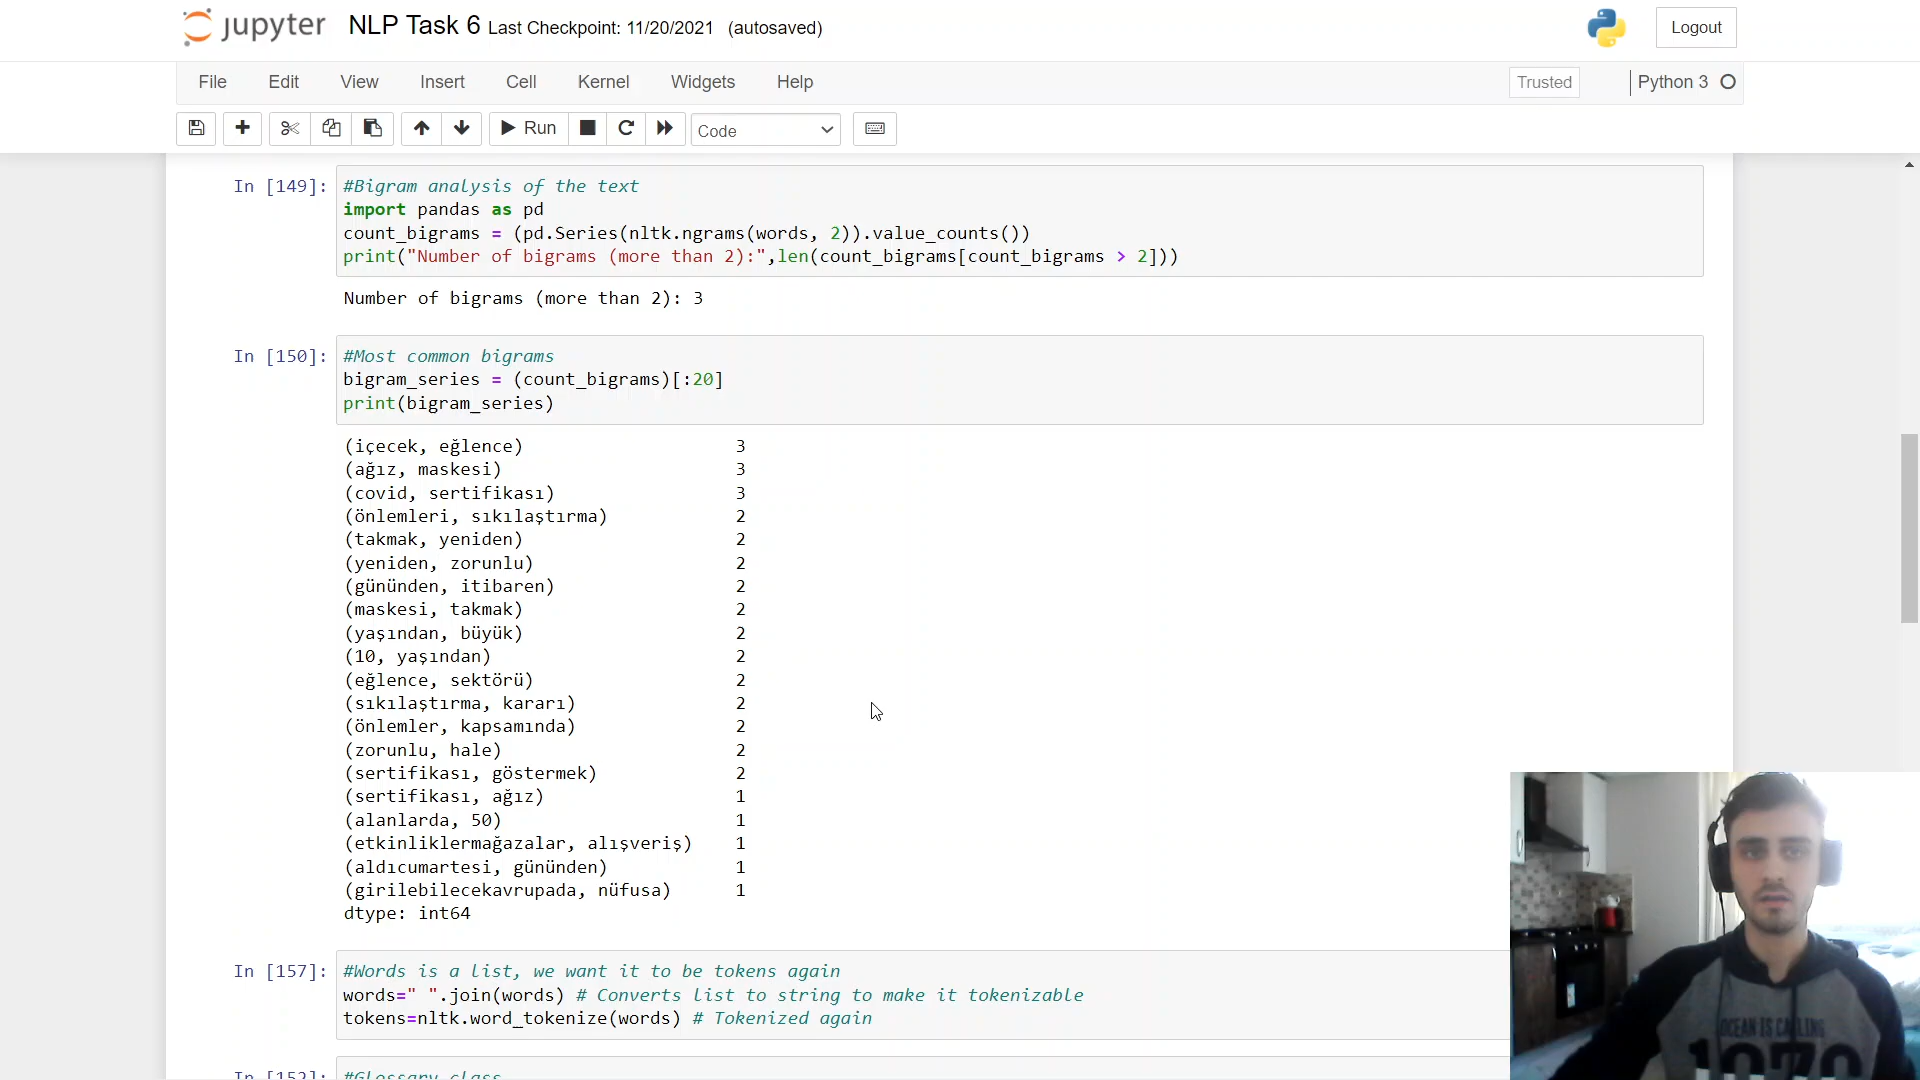 jupyter NLP Task 6 Last Checkpoint: 11/20/2021 (autosaved) Logout
File Edit View Insert Cell Kernel Widgets Help Trusted Python 3
Run Code
In [149]: #Bigram analysis of the text
import pandas as pd
count_bigrams = (pd.Series(nltk.ngrams(words, 2)).value_counts())
print("Number of bigrams (more than 2):",len(count_bigrams[count_bigrams > 2]))
Number of bigrams (more than 2): 3
In [150]: #Most common bigrams
bigram_series = (count_bigrams)[:20]
print(bigram_series)
(içecek, eğlence) 3
(ağız, maskesi) 3
(covid, sertifikası) 3
(önlemleri, sıkılaştırma) 2
(takmak, yeniden) 2
(yeniden, zorunlu) 2
(gününden, itibaren) 2
(maskesi, takmak) 2
(yaşından, büyük) 2
(10, yaşından) 2
(eğlence, sektörü) 2
(sıkılaştırma, kararı) 2
(önlemler, kapsamında) 2
(zorunlu, hale) 2
(sertifikası, göstermek) 2
(sertifikası, ağız) 1
(alanlarda, 50) 1
(etkinliklermağazalar, alışveriş) 1
(aldıcumartesi, gününden) 1
(girilebilecekavrupada, nüfusa) 1
dtype: int64
In [157]: #Words is a list, we want it to be tokens again
words=" ".join(words) # Converts list to string to make it tokenizable
tokens=nltk.word_tokenize(words) # Tokenized again
In [152]: #Glossary class
OCEAN IS CALLING